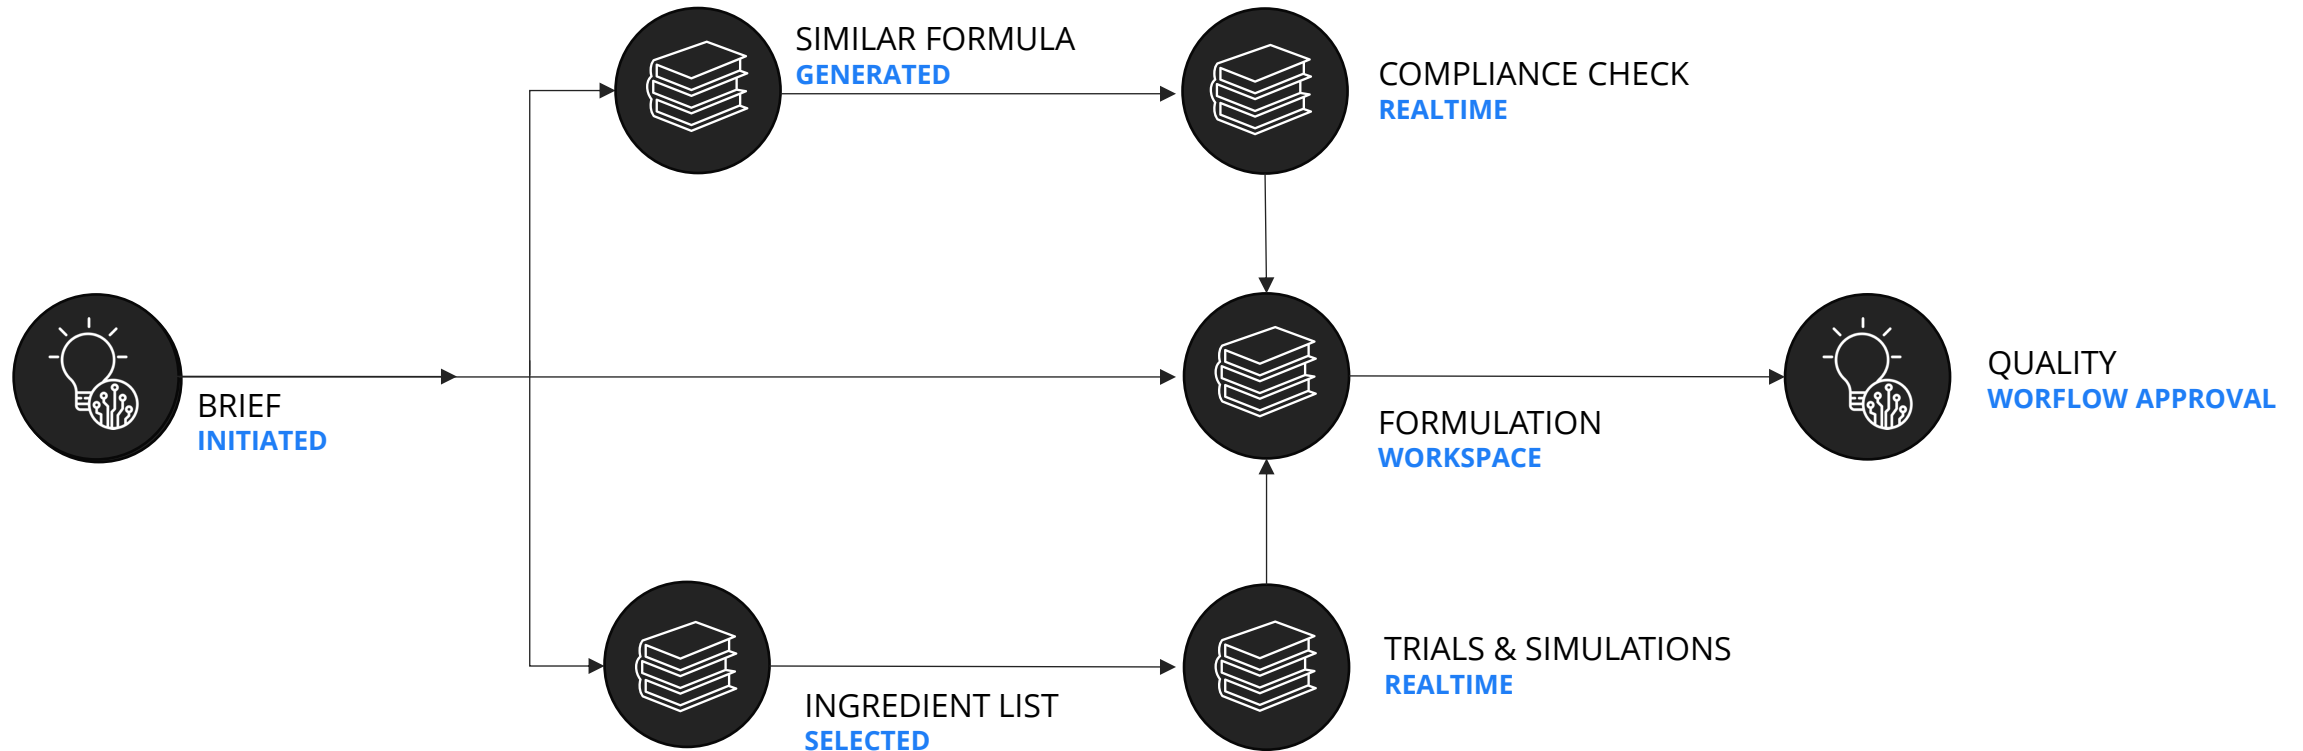 SIMILAR FORMULA
GENERATED
COMPLIANCE CHECK
REALTIME
BRIEF
INITIATED
FORMULATION
WORKSPACE
QUALITY
WORFLOW APPROVAL
INGREDIENT LIST
SELECTED
TRIALS & SIMULATIONS
REALTIME